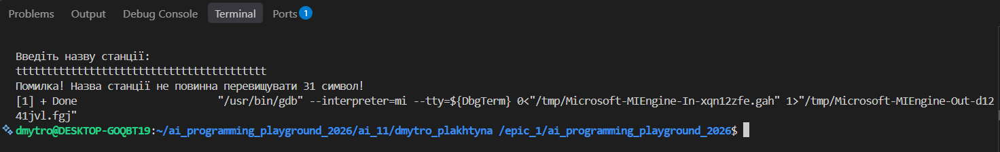 Problems Output Debug Console Terminal Ports 1
Введіть назву станції:
ttttttttttttttttttttttttttttttttttttttttt
Помилка! Назва станції не повинна перевищувати 31 символ!
[1] + Done "/usr/bin/gdb" --interpreter=mi --tty=${DbgTerm} 0<"/tmp/Microsoft-MIEngine-In-xqn12zfe.gah" 1>"/tmp/Microsoft-MIEngine-Out-d12
41jvl.fgj"
dmytro@DESKTOP-GOQBT19:~/ai_programming_playground_2026/ai_11/dmytro_plakhtyna /epic_1/ai_programming_playground_2026$